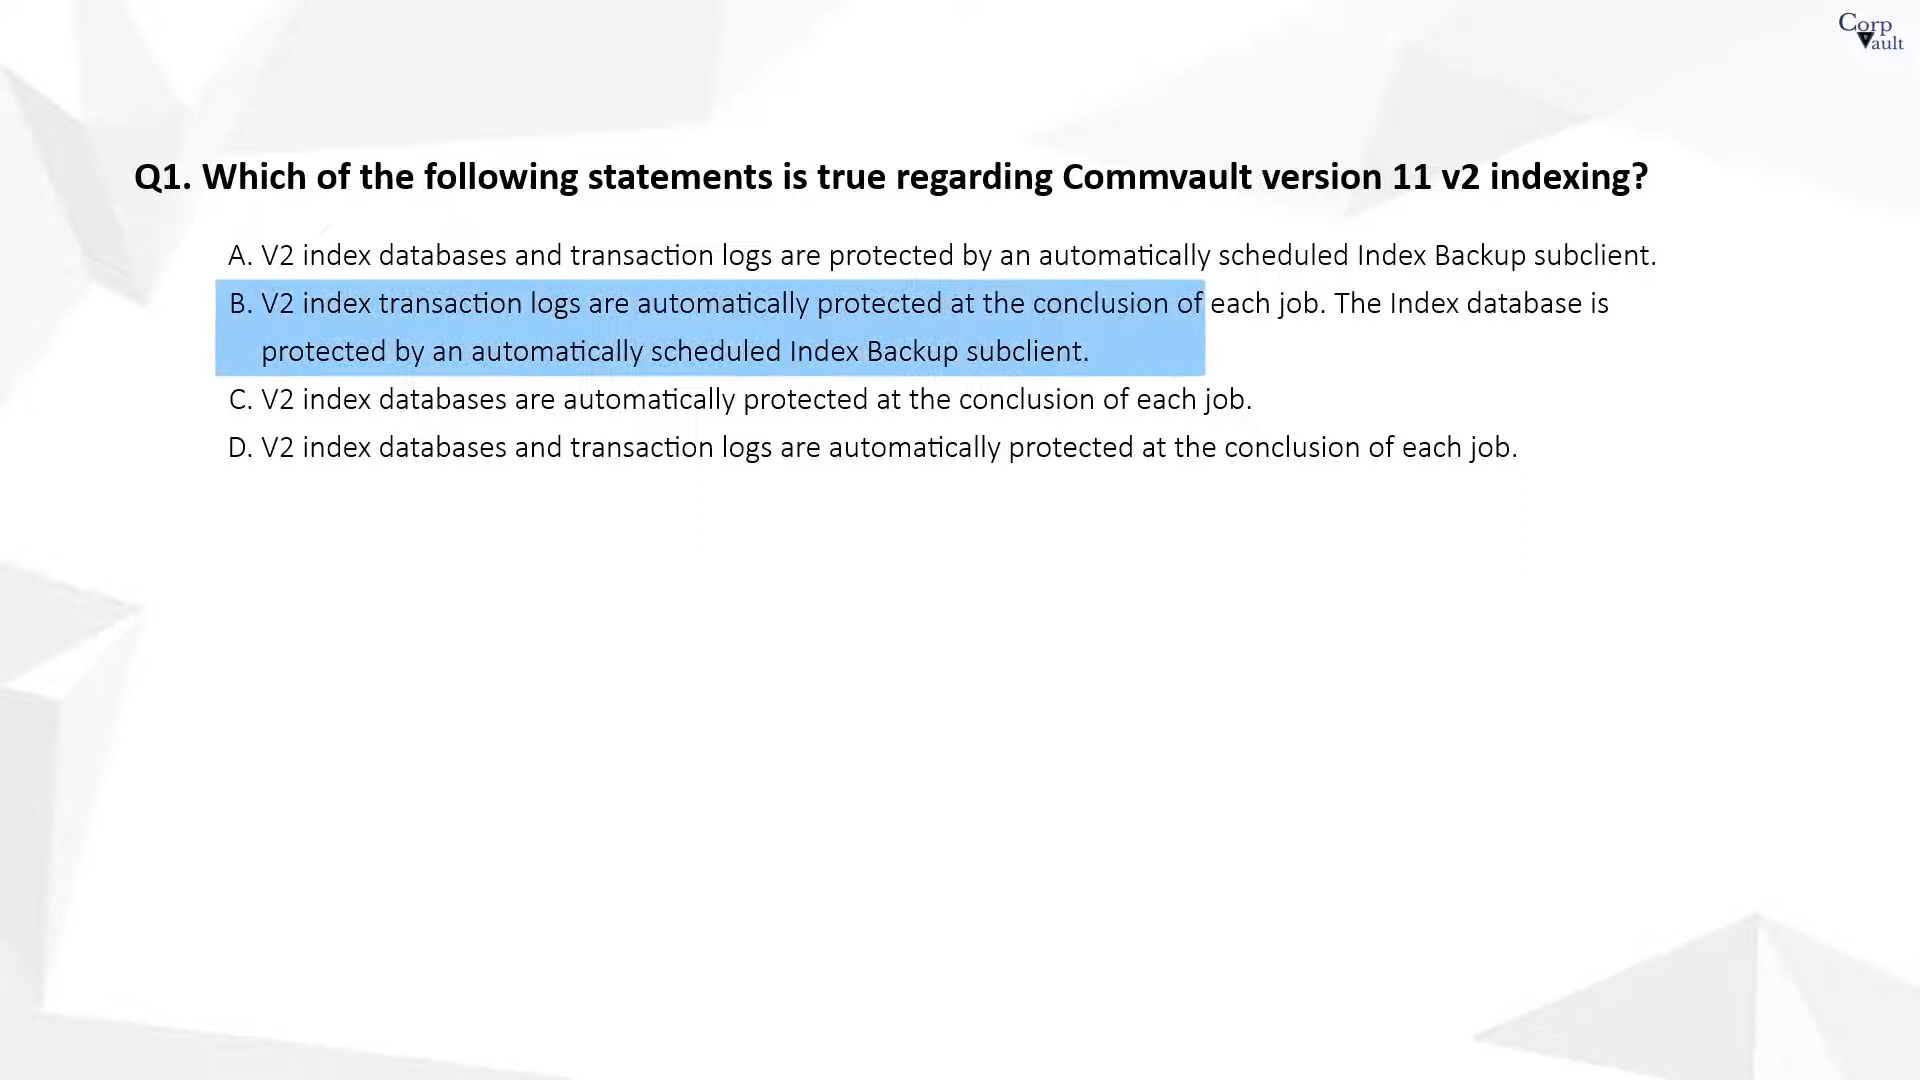 Corp
Vault
Q1. Which of the following statements is true regarding Commvault version 11 v2 indexing?
A. V2 index databases and transaction logs are protected by an automatically scheduled Index Backup subclient.
B. V2 index transaction logs are automatically protected at the conclusion of each job. The Index database is
protected by an automatically scheduled Index Backup subclient.
C. V2 index databases are automatically protected at the conclusion of each job.
D. V2 index databases and transaction logs are automatically protected at the conclusion of each job.